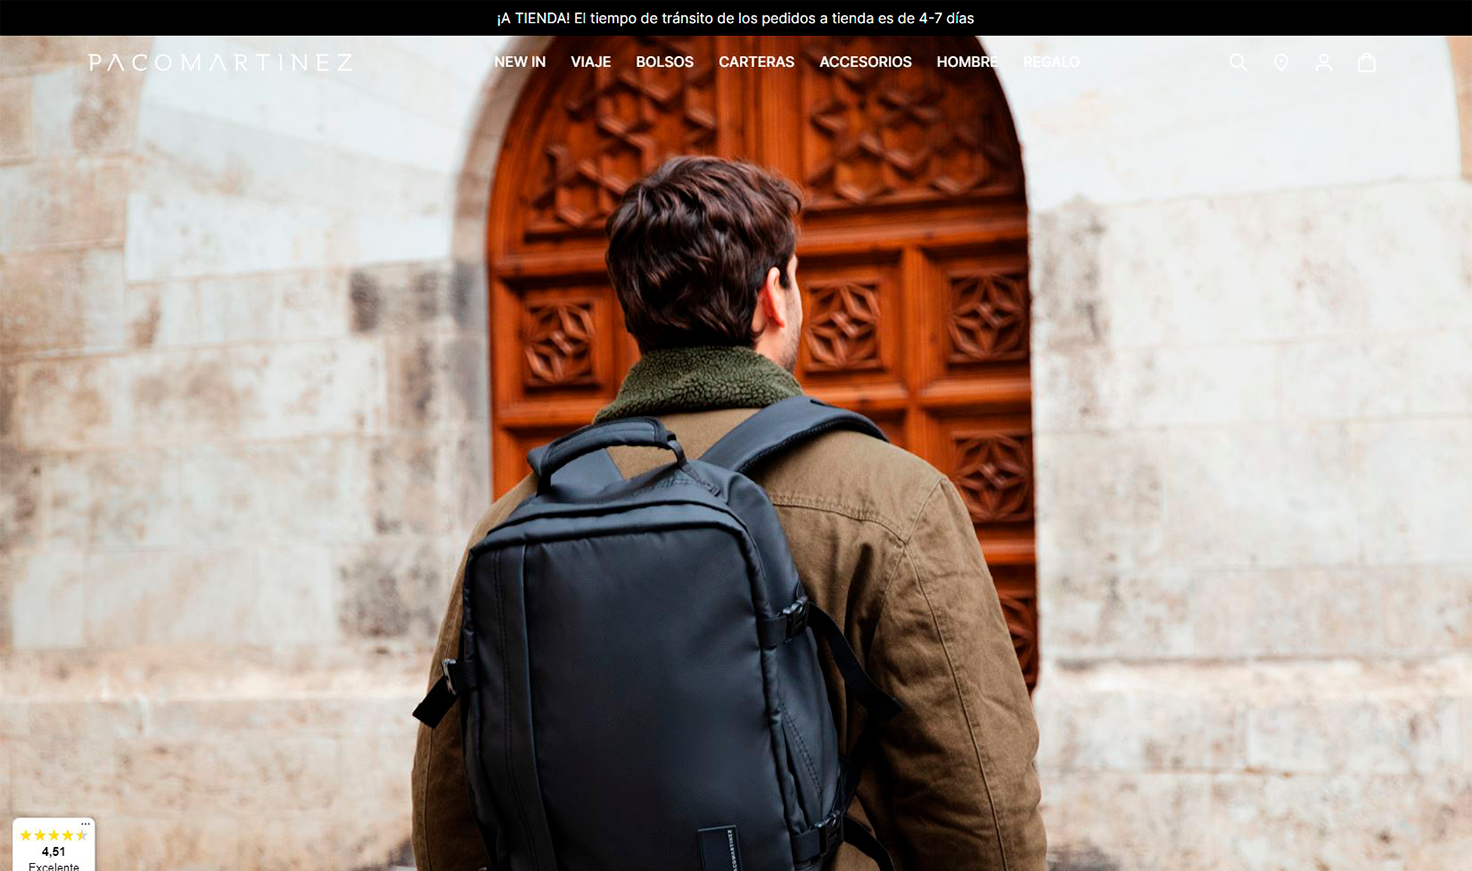 ¡A TIENDA! El tiempo de tránsito de los pedidos a tienda es de 4-7 días
PACOMARTINEZ
NEW IN
VIAJE
BOLSOS
CARTERAS
ACCESORIOS
HOMBRE
REGALO
4,51
Excelente
PACOMARTINEZ